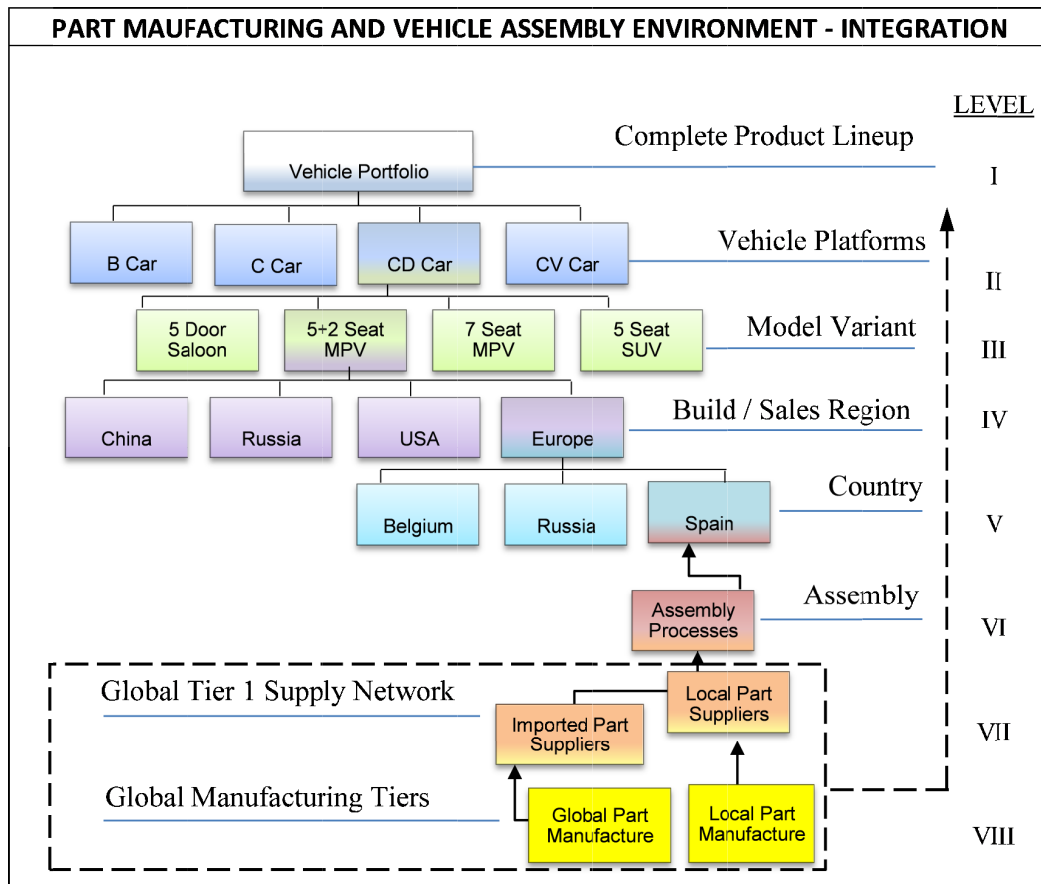 PART MAUFACTURING AND VEHICLE ASSEMBLY ENVIRONMENT - INTEGRATION
LEVEL
Complete Product Lineup
Vehicle Portfolio
I
Vehicle Platforms
B Car
C Car
CD Car
CV Car
II
Model Variant
5 Door
Saloon
5+2 Seat
MPV
7 Seat
MPV
5 Seat
SUV
III
Build / Sales Region
IV
China
Russia
USA
Europe
Country
Belgium
Russia
Spain
V
Assembly
Assembly
Processes
VI
Global Tier 1 Supply Network
Local Part
Suppliers
Imported Part
Suppliers
VII
Global Manufacturing Tiers
Global Part
Manufacture
Local Part
Manufacture
VIII